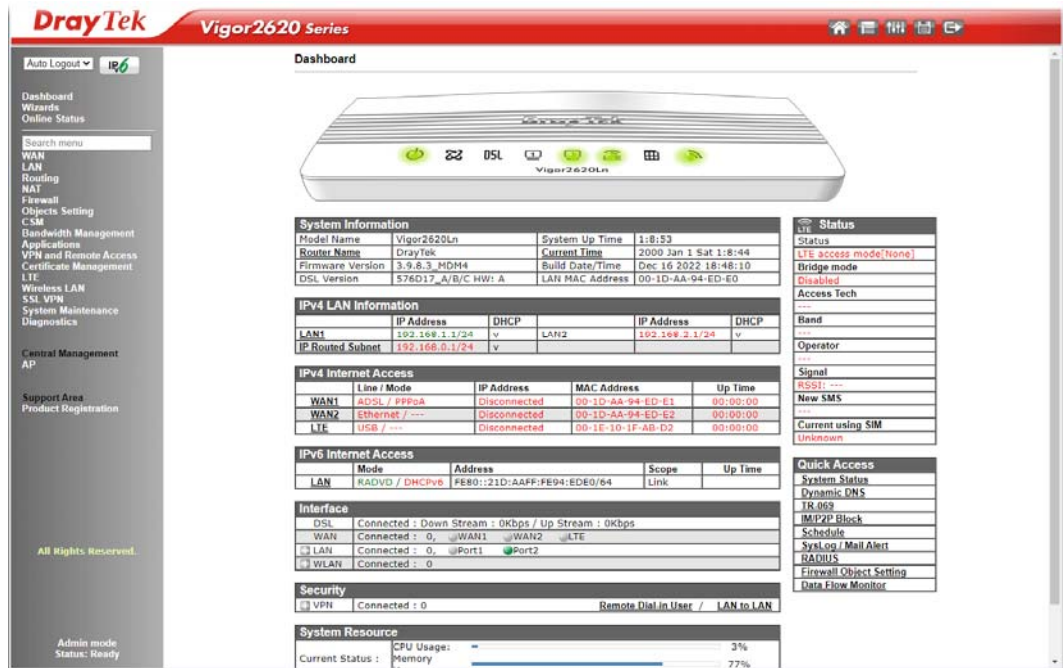 DrayTek Vigor2620 Series
Auto Logout IPv6
Dashboard
Wizards
Online Status
Search menu
WAN
LAN
Routing
NAT
Firewall
Objects Setting
CSM
Bandwidth Management
Applications
VPN and Remote Access
Certificate Management
LTE
Wireless LAN
SSL VPN
System Maintenance
Diagnostics
Central Management
AP
Support Area
Product Registration
All Rights Reserved.
Admin mode
Status: Ready
Dashboard
Dray Tek
DSL
Vigor2620Ln
System Information
Model Name Vigor2620Ln System Up Time 1:8:53
Router Name DrayTek Current Time 2000 Jan 1 Sat 1:8:44
Firmware Version 3.9.8.3_MDM4 Build Date/Time Dec 16 2022 18:48:10
DSL Version 576D17_A/B/C HW: A LAN MAC Address 00-1D-AA-94-ED-E0
IPv4 LAN Information
IP Address DHCP IP Address DHCP
LAN1 192.168.1.1/24 v LAN2 192.168.2.1/24 v
IP Routed Subnet 192.168.0.1/24 v
IPv4 Internet Access
Line / Mode IP Address MAC Address Up Time
WAN1 ADSL / PPPoA Disconnected 00-1D-AA-94-ED-E1 00:00:00
WAN2 Ethernet / --- Disconnected 00-1D-AA-94-ED-E2 00:00:00
LTE USB / --- Disconnected 00-1E-10-1F-AB-D2 00:00:00
IPv6 Internet Access
Mode Address Scope Up Time
LAN RADVD / DHCPv6 FE80::21D:AAFF:FE94:EDE0/64 Link
Interface
DSL Connected : Down Stream : 0Kbps / Up Stream : 0Kbps
WAN Connected : 0, WAN1 WAN2 LTE
LAN Connected : 0, Port1 Port2
WLAN Connected : 0
Security
VPN Connected : 0 Remote Dial-in User / LAN to LAN
System Resource
Current Status : CPU Usage: 3%
Memory 77%
LTE Status
Status
LTE access mode[None]
Bridge mode
Disabled
Access Tech
---
Band
---
Operator
---
Signal
RSSI: ---
New SMS
---
Current using SIM
Unknown
Quick Access
System Status
Dynamic DNS
TR-069
IM/P2P Block
Schedule
SysLog / Mail Alert
RADIUS
Firewall Object Setting
Data Flow Monitor